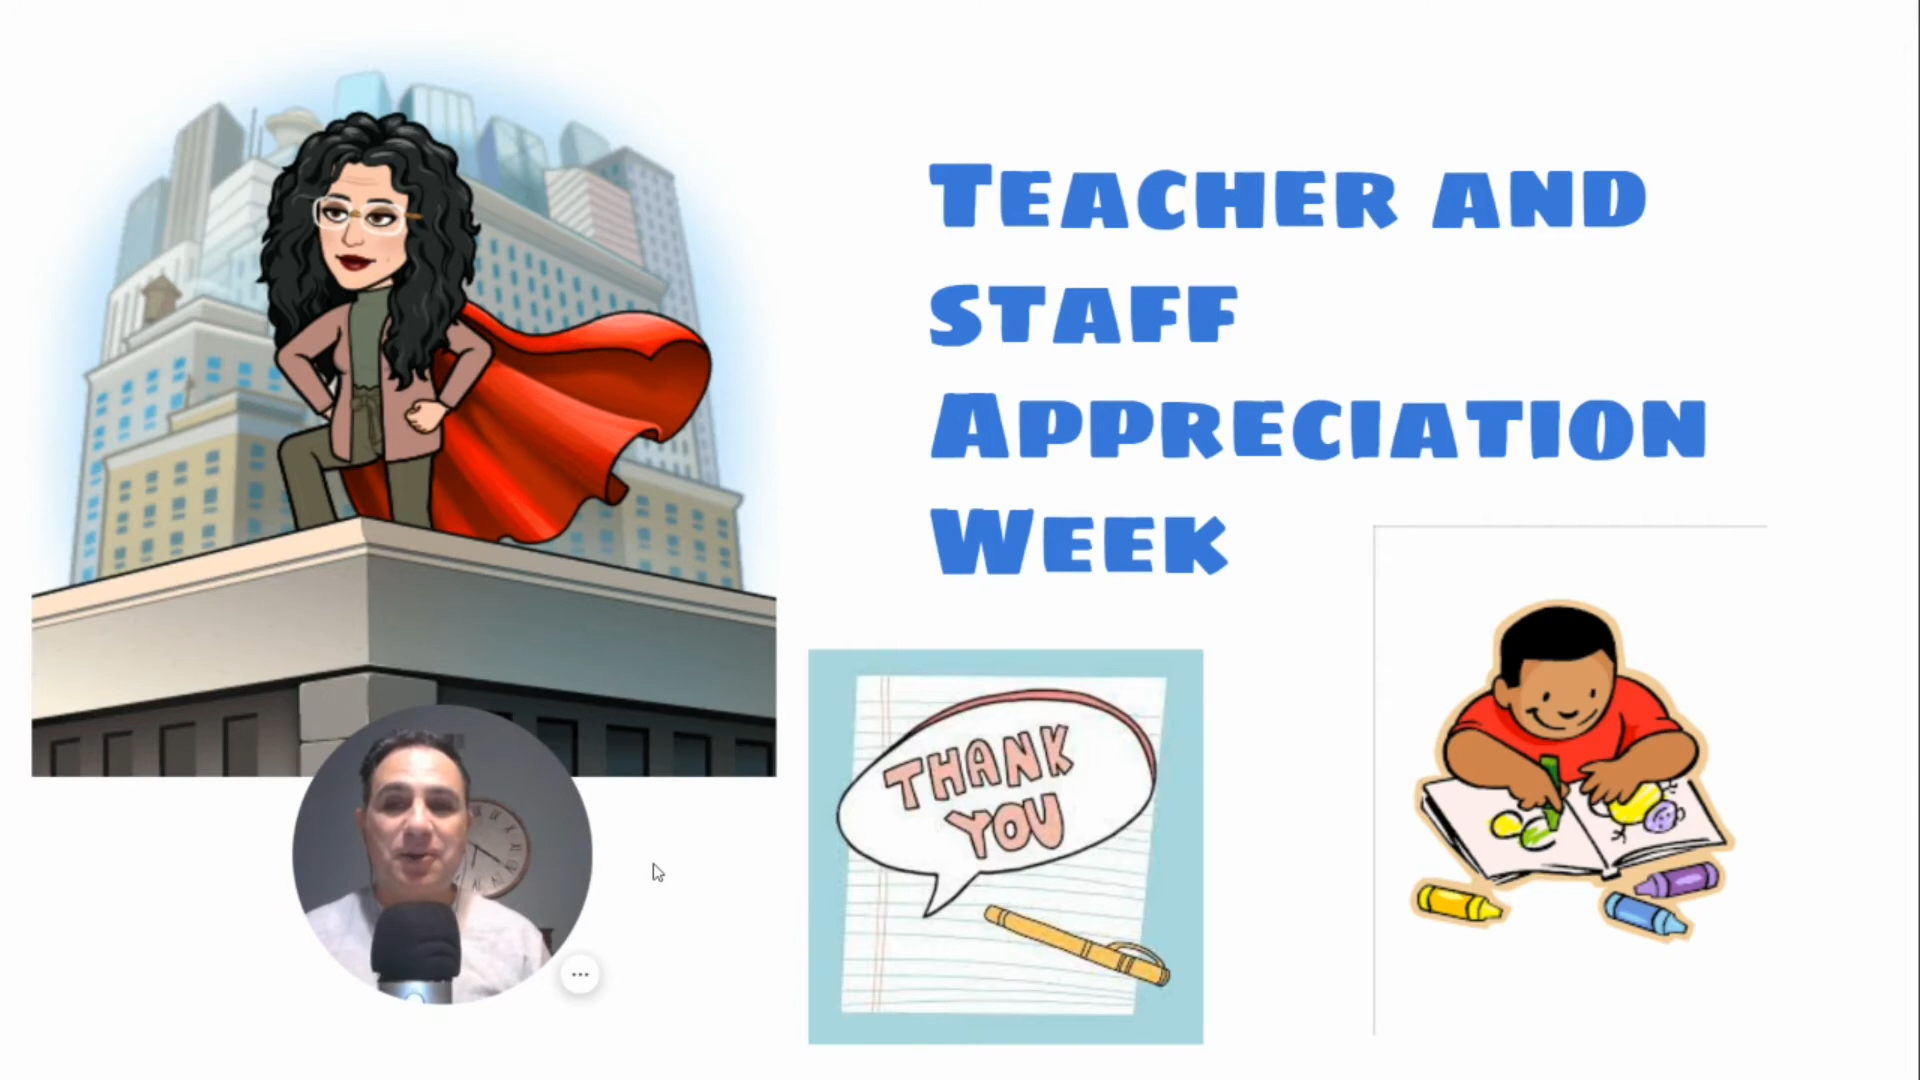 Teacher and
staff
Appreciation
Week
THANK
YOU